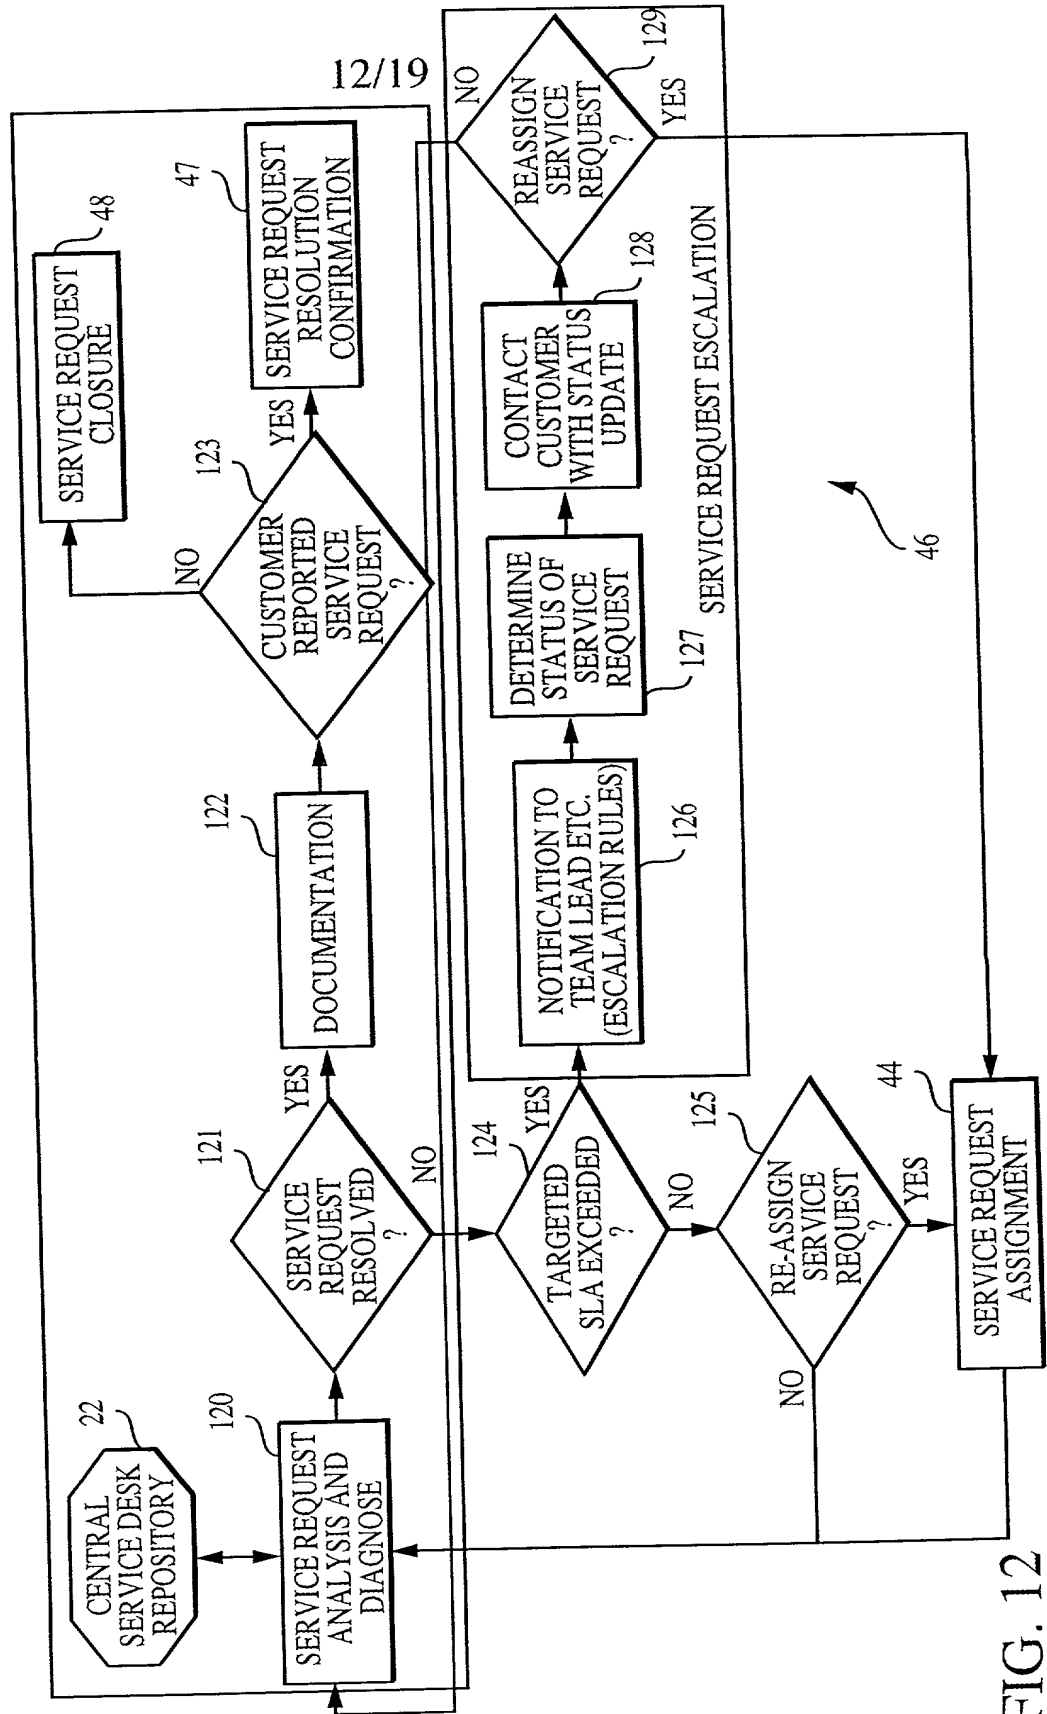 12/19
CENTRAL
SERVICE DESK
REPOSITORY
22
SERVICE REQUEST
ANALYSIS AND
DIAGNOSE
120
SERVICE
REQUEST
RESOLVED
?
121
YES
NO
DOCUMENTATION
122
CUSTOMER
REPORTED
SERVICE
REQUEST
?
123
NO
YES
SERVICE REQUEST
CLOSURE
48
SERVICE REQUEST
RESOLUTION
CONFIRMATION
47
TARGETED
SLA EXCEEDED
?
124
YES
NO
NOTIFICATION TO
TEAM LEAD ETC.
(ESCALATION RULES)
126
DETERMINE
STATUS OF
SERVICE
REQUEST
127
CONTACT
CUSTOMER
WITH STATUS
UPDATE
128
REASSIGN
SERVICE
REQUEST
?
129
NO
YES
SERVICE REQUEST ESCALATION
RE-ASSIGN
SERVICE
REQUEST
?
125
NO
YES
SERVICE REQUEST
ASSIGNMENT
44
46
FIG. 12